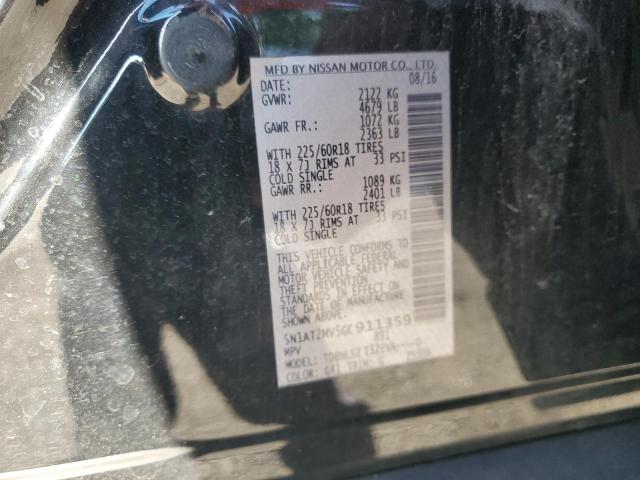 MFD BY NISSAN MOTOR CO., LTD.
DATE: 08/16
GVWR: 2122 KG
4679 LB
GAWR FR.: 1072 KG
2363 LB
WITH 225/60R18 TIRES
18 X 7J RIMS AT 33 PSI
COLD SINGLE
GAWR RR.: 1089 KG
2401 LB
WITH 225/60R18 TIRES
18 X 7J RIMS AT 33 PSI
COLD SINGLE
THIS VEHICLE CONFORMS TO
ALL APPLICABLE FEDERAL
MOTOR VEHICLE SAFETY AND
THEFT PREVENTION
STANDARDS IN EFFECT ON
THE DATE OF MANUFACTURE
SHOWN ABOVE.
5N1AT2MV5GC911359
MPV
MODEL:
COLOR: G41 TRIM: G